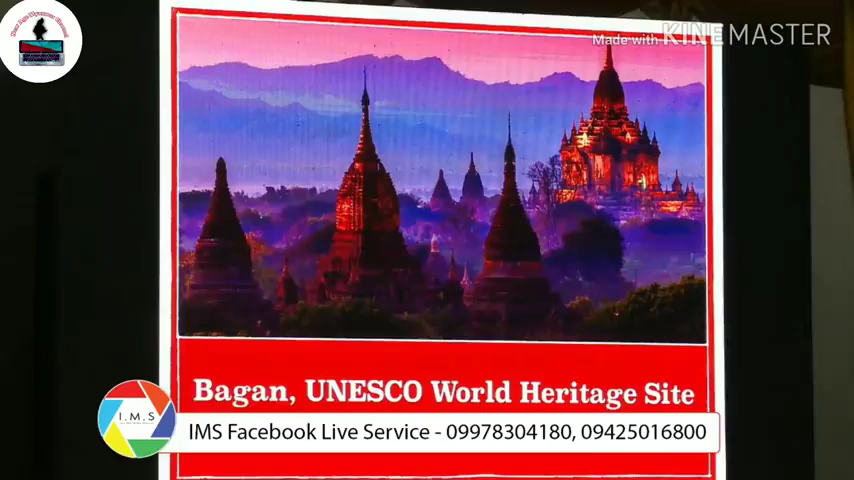 Made with KINEMASTER
Bagan, UNESCO World Heritage Site
I.M.S
IMS Facebook Live Service - 09978304180, 09425016800